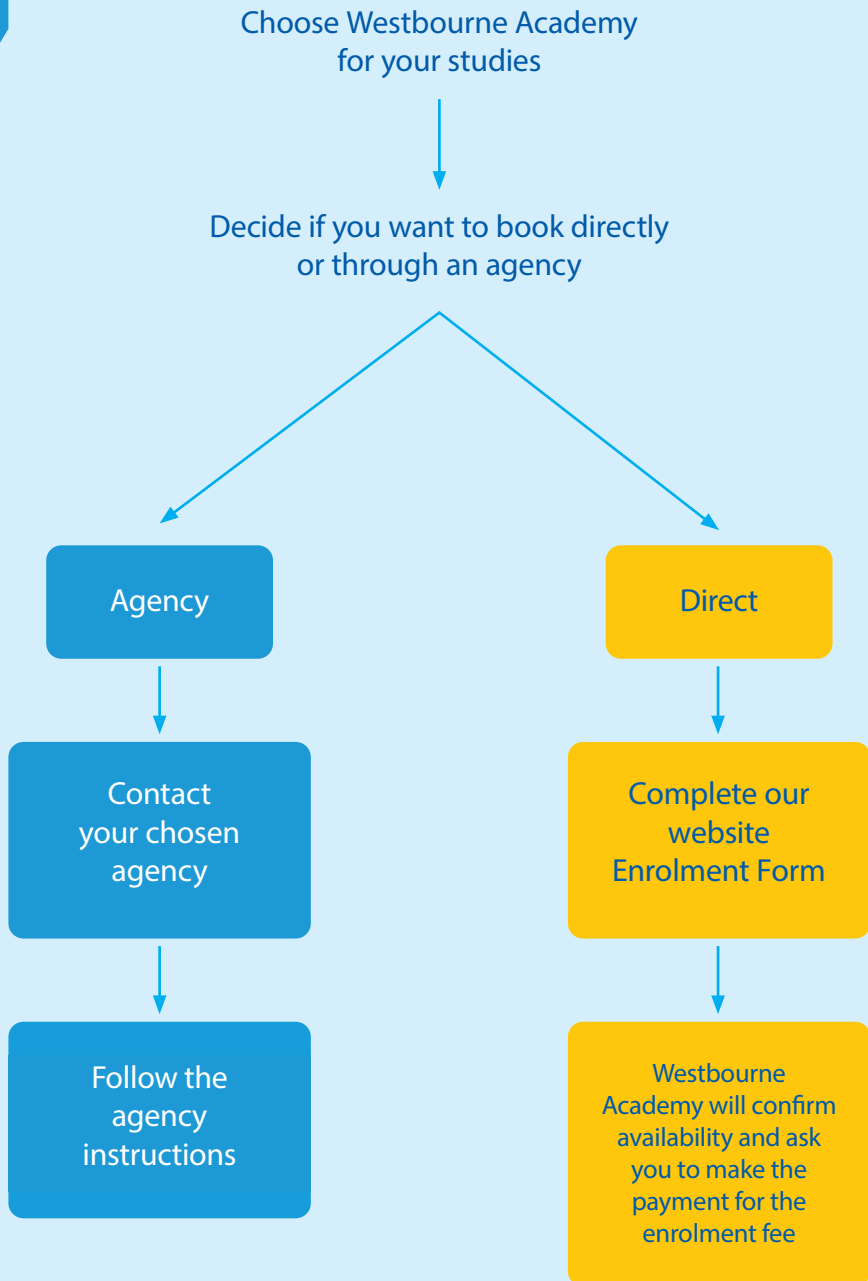 Choose Westbourne Academy
for your studies
Decide if you want to book directly
or through an agency
Agency
Direct
Contact
your chosen
agency
Complete our
website
Enrolment Form
Follow the
agency
instructions
Westbourne
Academy will confirm
availability and ask
you to make the
payment for the
enrolment fee